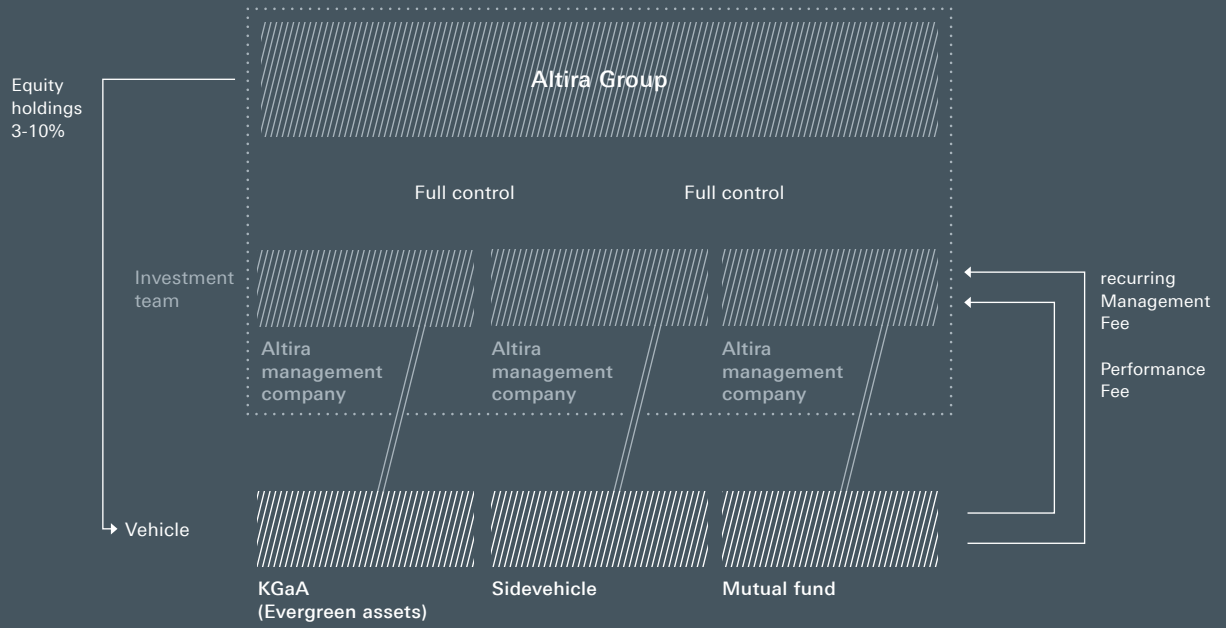 Altira Group
Equity
holdings
3-10%
Full control
Full control
Investment
team
recurring
Management
Fee
Performance
Fee
Altira
management
company
Altira
management
company
Altira
management
company
Vehicle
KGaA
(Evergreen assets)
Sidevehicle
Mutual fund